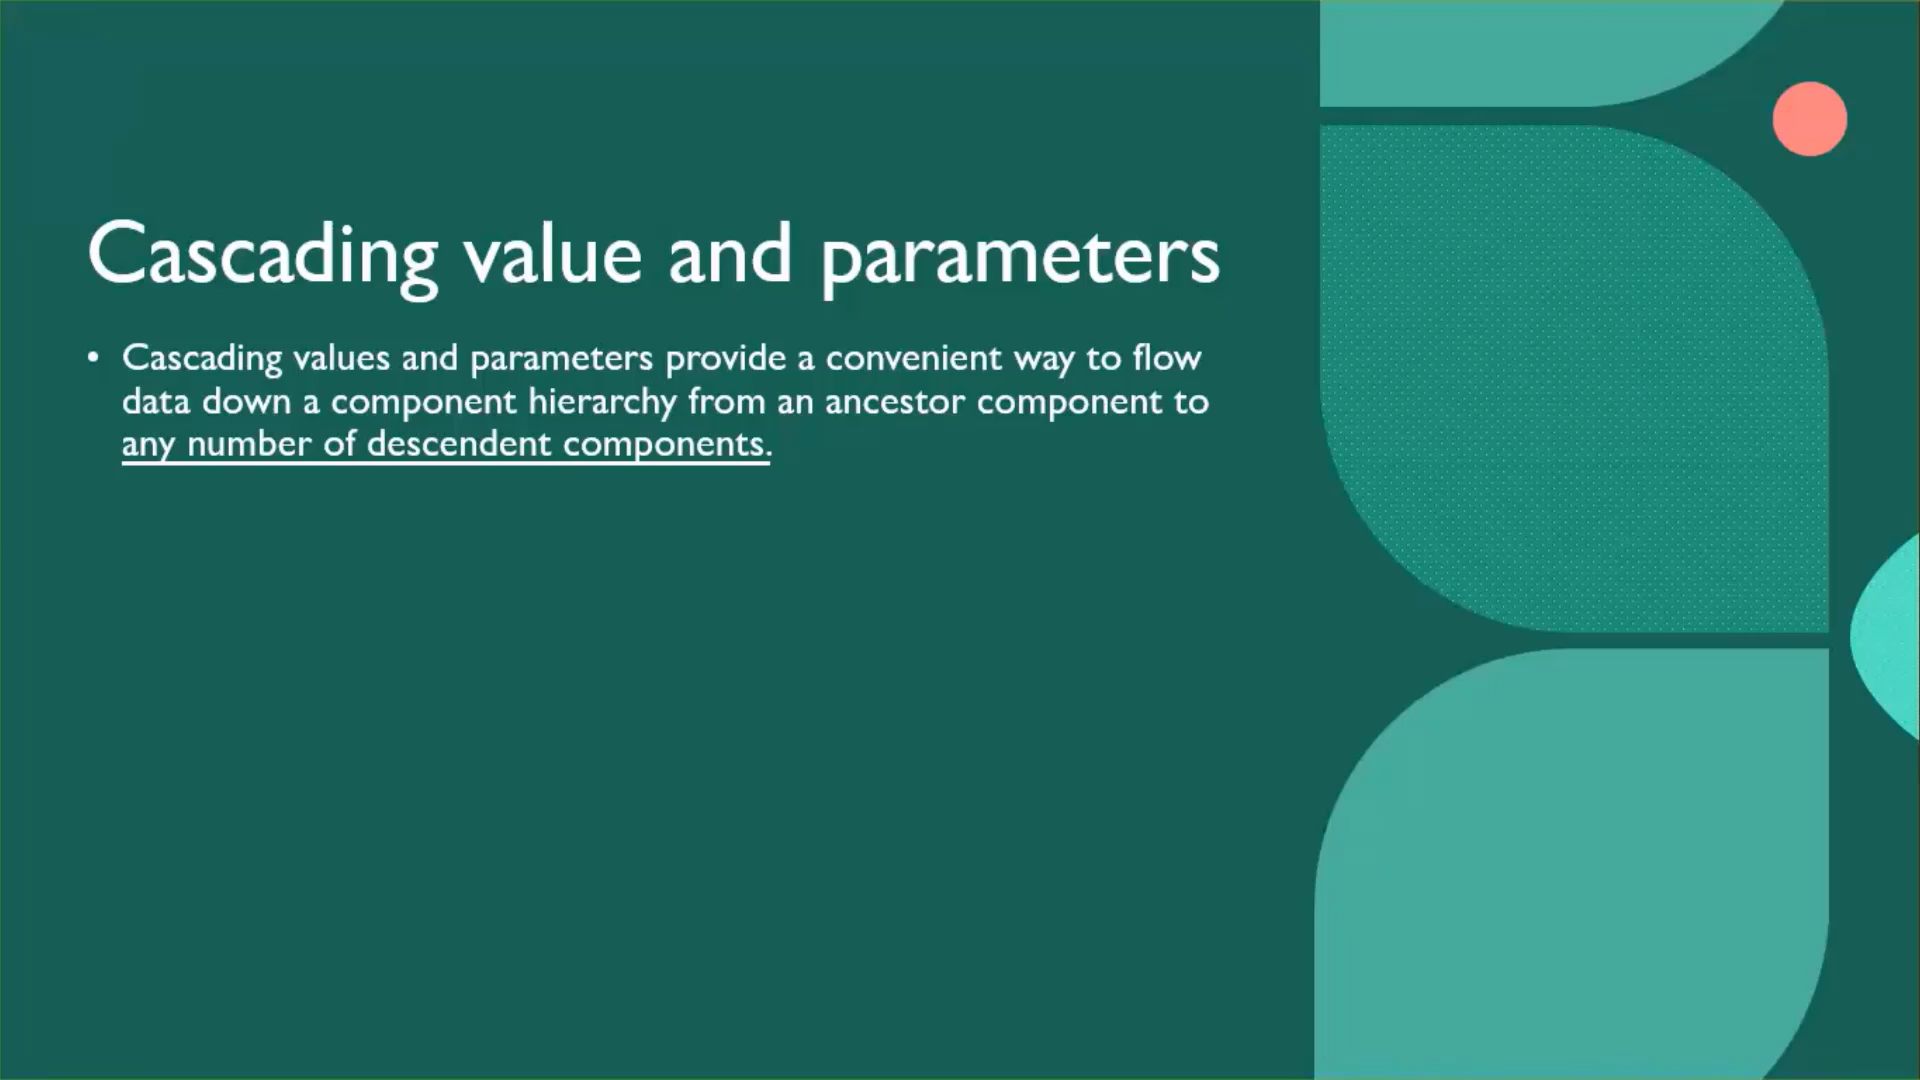 Cascading value and parameters
• Cascading values and parameters provide a convenient way to flow
data down a component hierarchy from an ancestor component to
any number of descendent components.